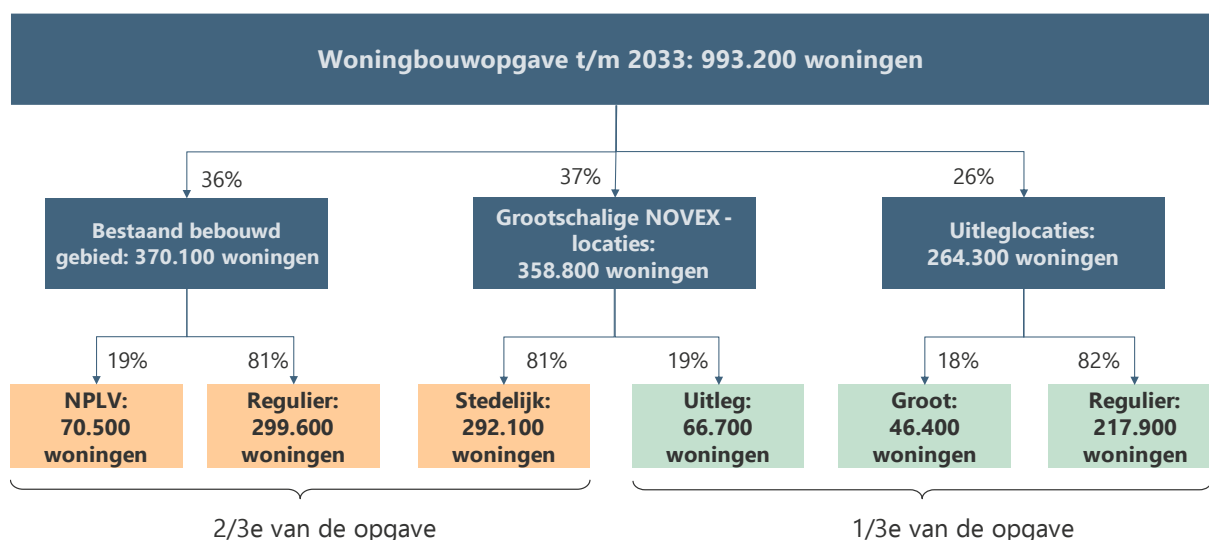 Woningbouwopgave t/m 2033: 993.200 woningen
36%
37%
26%
Bestaand bebouwd
gebied: 370.100 woningen
Grootschalige NOVEX -
locaties:
358.800 woningen
Uitleglocaties:
264.300 woningen
19%
81%
81%
19%
18%
82%
NPLV:
70.500
woningen
Regulier:
299.600
woningen
Stedelijk:
292.100
woningen
Uitleg:
66.700
woningen
Groot:
46.400
woningen
Regulier:
217.900
woningen
2/3e van de opgave
1/3e van de opgave